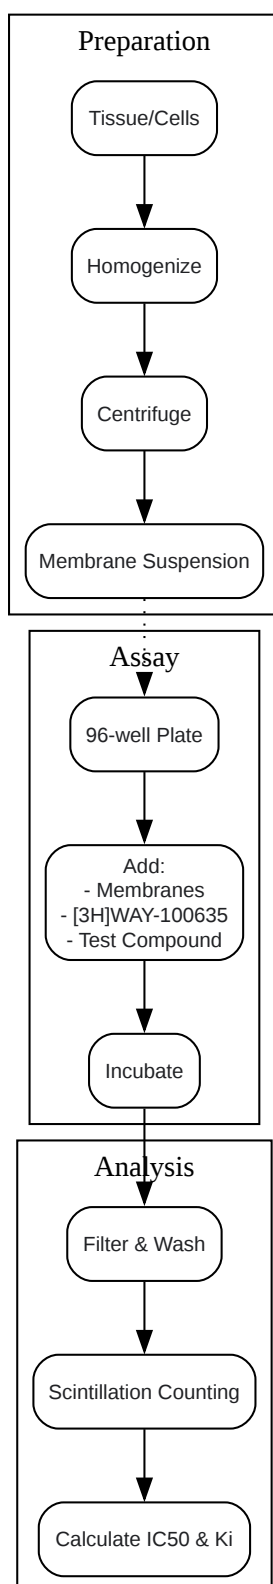 Preparation
Tissue/Cells
Homogenize
Centrifuge
Membrane Suspension
Assay
96-well Plate
Add:
- Membranes
- [3H]WAY-100635
- Test Compound
Incubate
Analysis
Filter & Wash
Scintillation Counting
Calculate IC50 & Ki